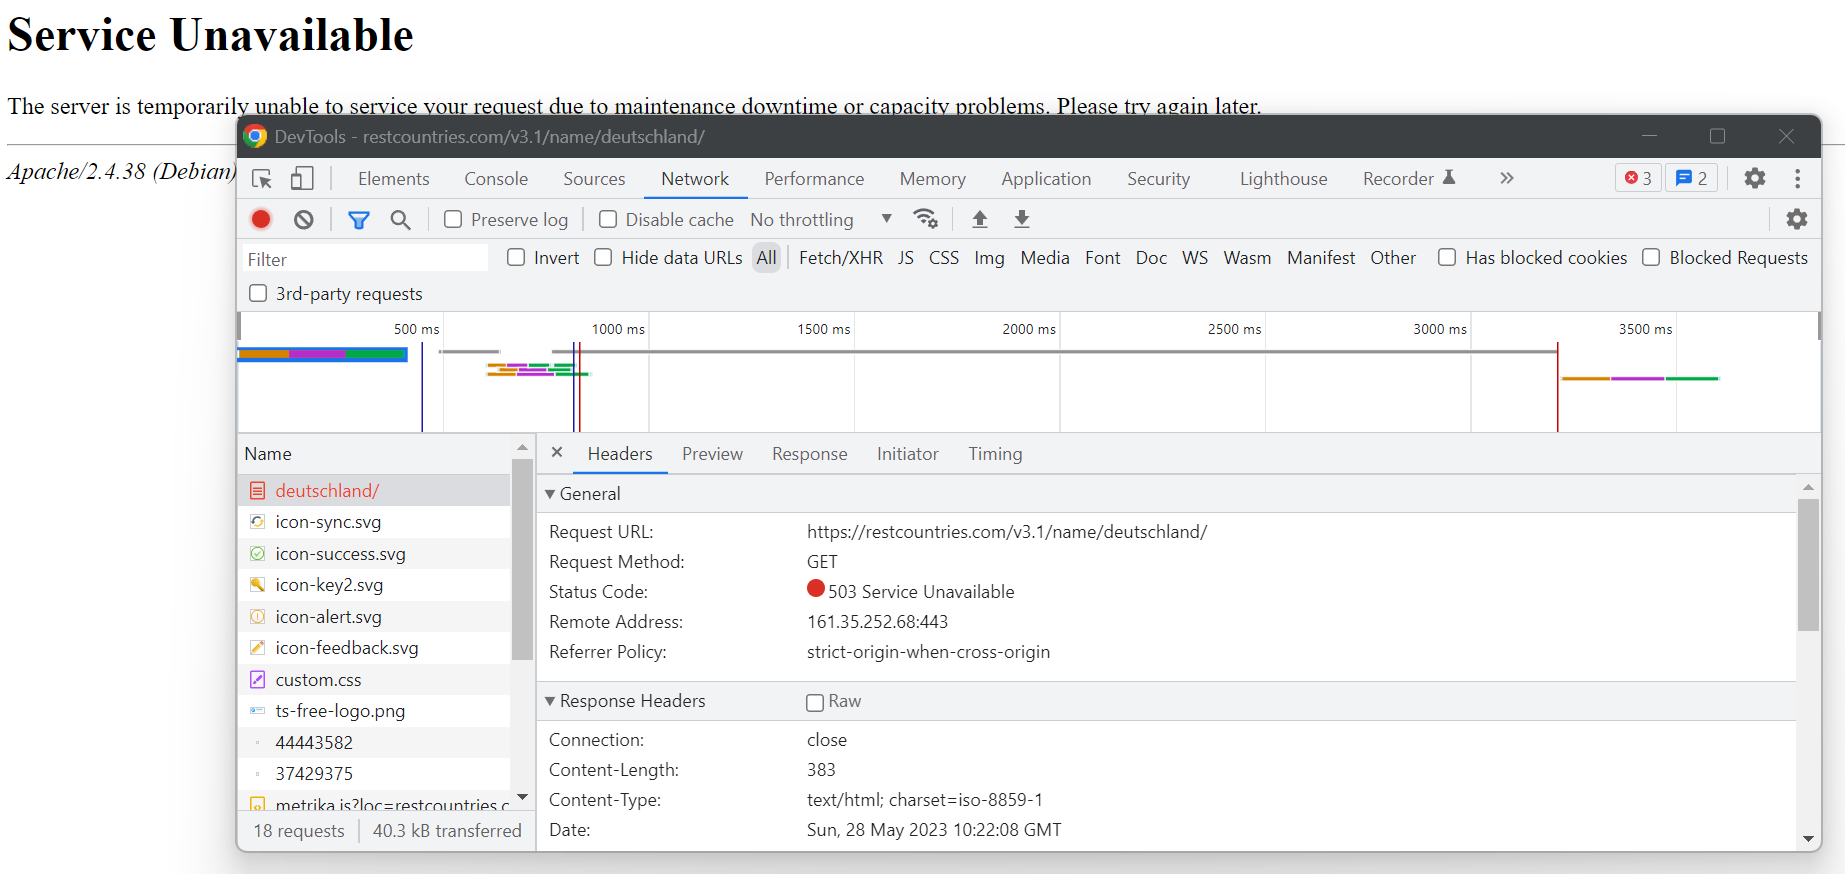 Service Unavailable
The server is temporarily unable to service your request due to maintenance downtime or capacity problems. Please try again later.
Apache/2.4.38 (Debian)
DevTools - restcountries.com/v3.1/name/deutschland/
Elements Console Sources Network Performance Memory Application Security Lighthouse Recorder 3 2
Preserve log Disable cache No throttling
Filter Invert Hide data URLs All Fetch/XHR JS CSS Img Media Font Doc WS Wasm Manifest Other Has blocked cookies Blocked Requests
3rd-party requests
500 ms 1000 ms 1500 ms 2000 ms 2500 ms 3000 ms 3500 ms
Name
deutschland/
icon-sync.svg
icon-success.svg
icon-key2.svg
icon-alert.svg
icon-feedback.svg
custom.css
ts-free-logo.png
44443582
37429375
metrika.js?loc=restcountries.c
18 requests 40.3 kB transferred
Headers Preview Response Initiator Timing
General
Request URL: https://restcountries.com/v3.1/name/deutschland/
Request Method: GET
Status Code: 503 Service Unavailable
Remote Address: 161.35.252.68:443
Referrer Policy: strict-origin-when-cross-origin
Response Headers Raw
Connection: close
Content-Length: 383
Content-Type: text/html; charset=iso-8859-1
Date: Sun, 28 May 2023 10:22:08 GMT